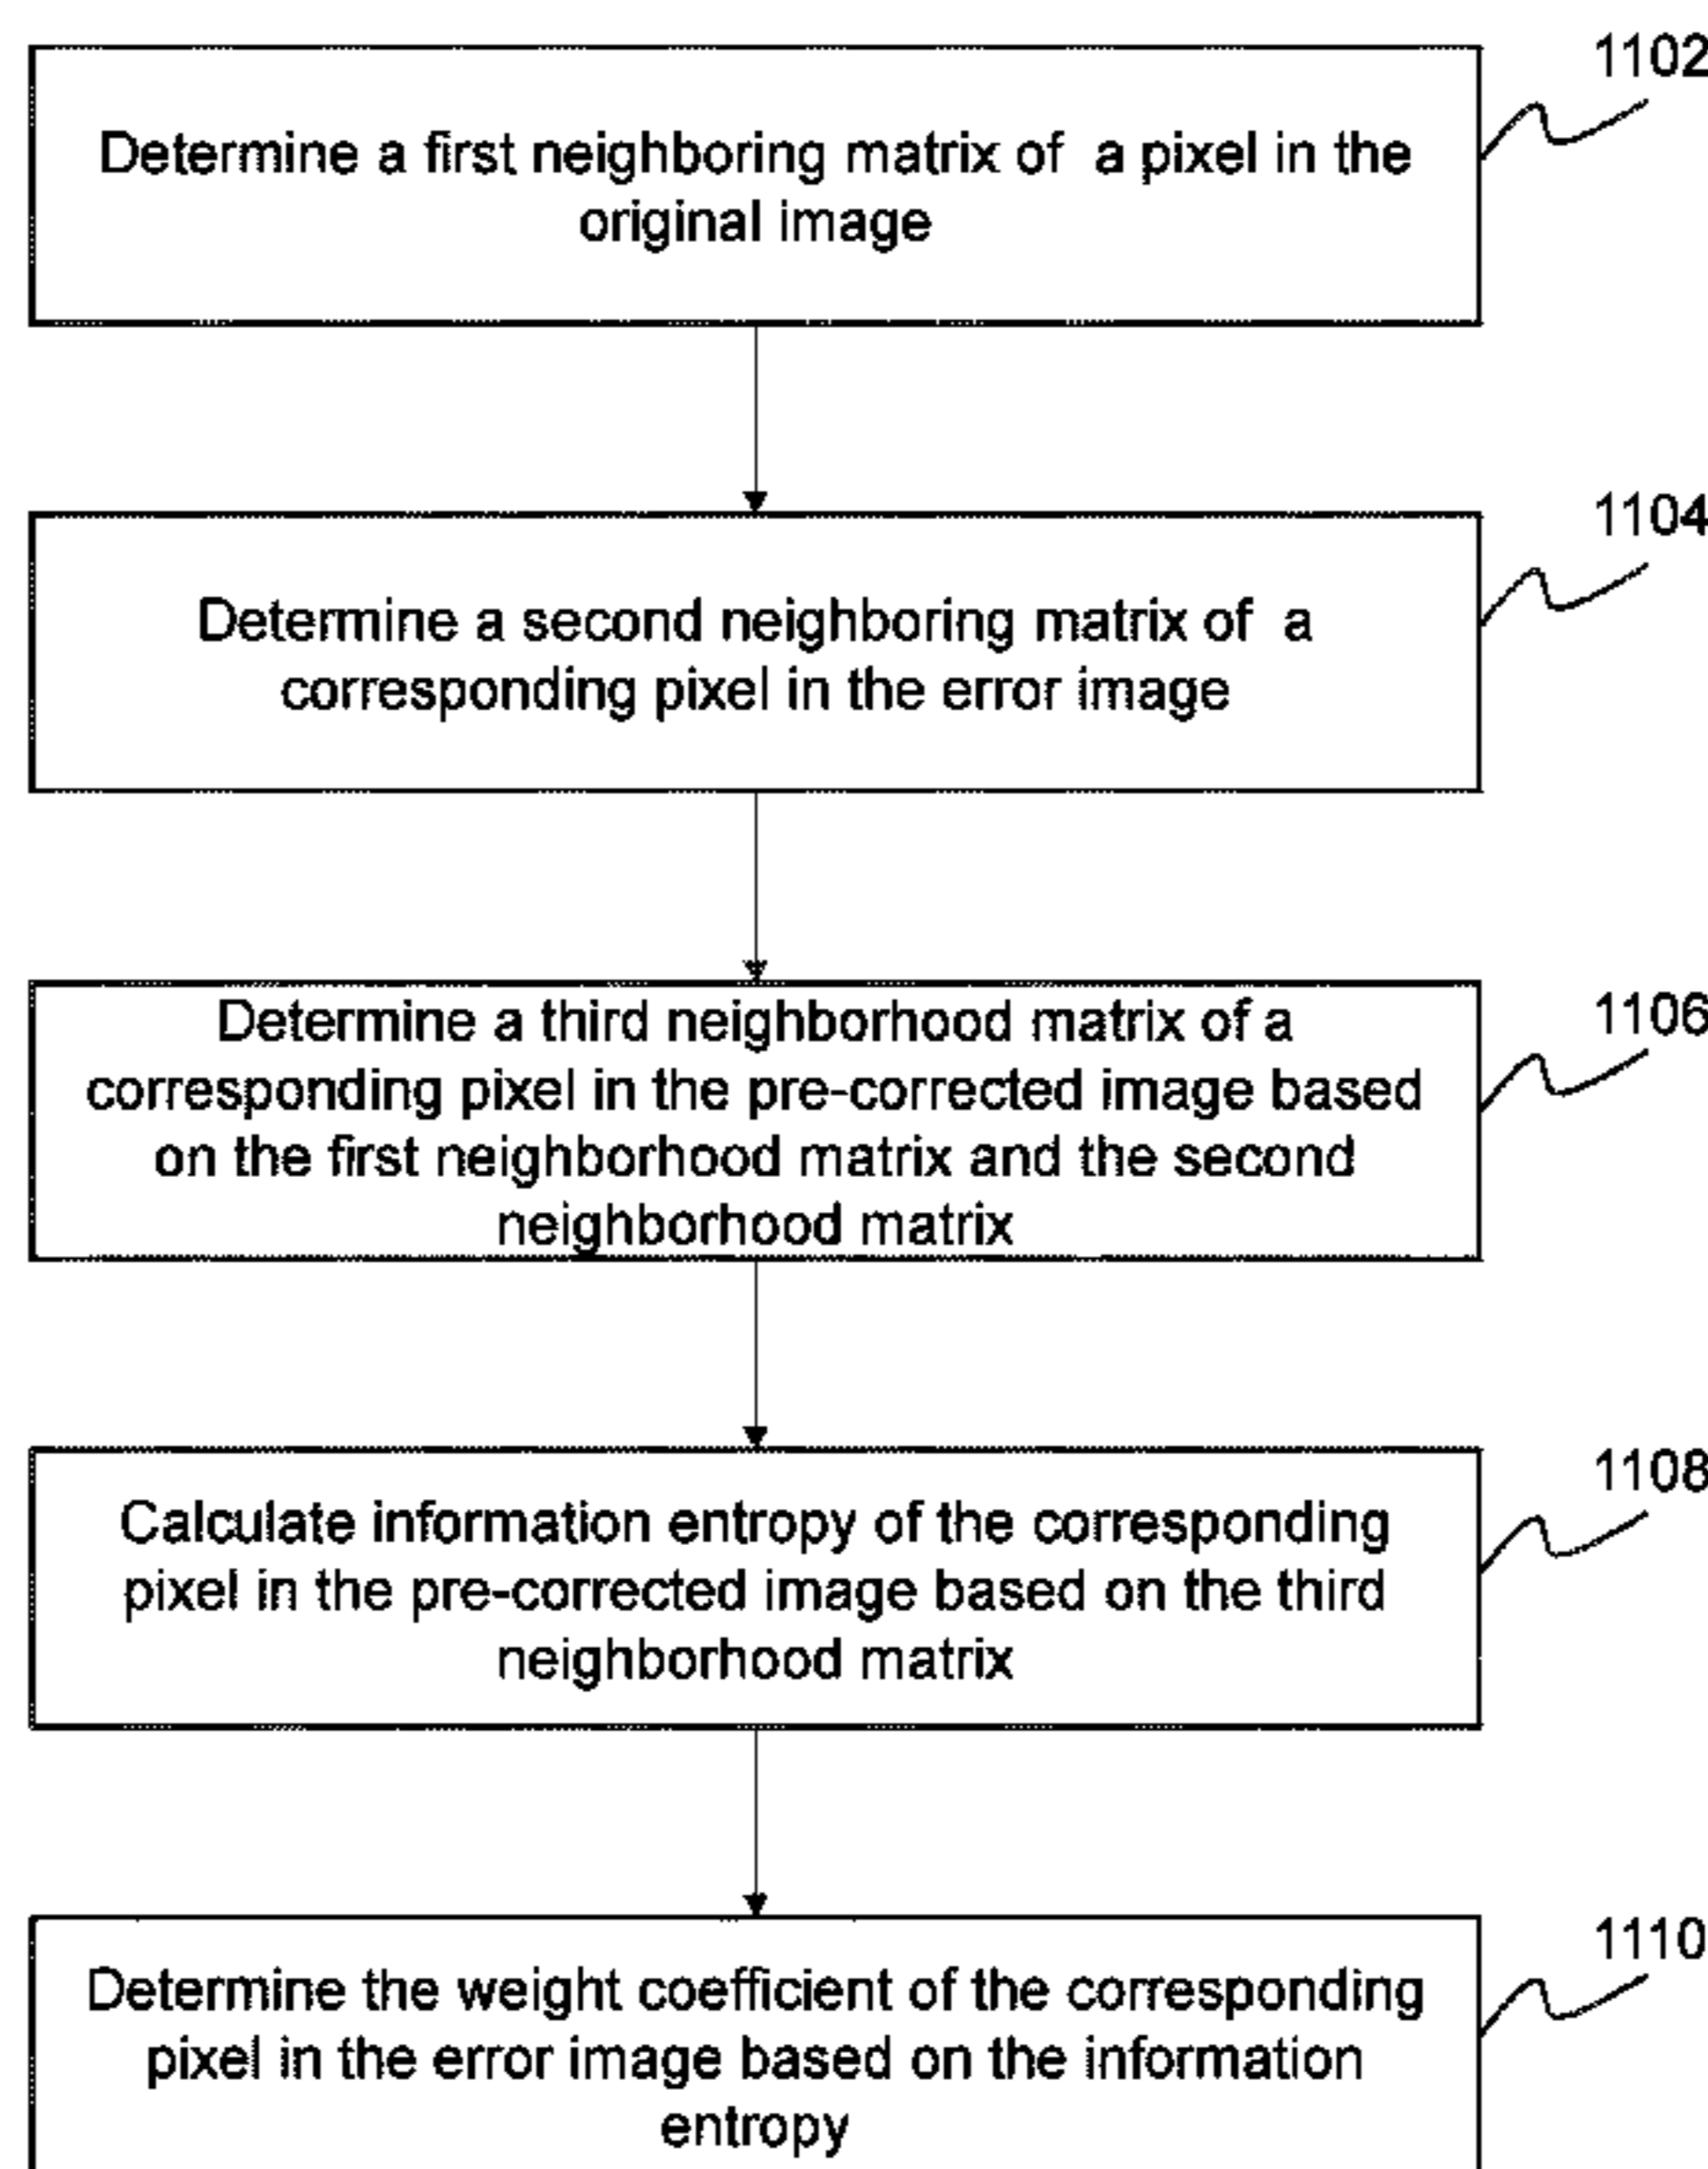 1102
Determine a first neighboring matrix of a pixel in the
original image
1104
Determine a second neighboring matrix of a
corresponding pixel in the error image
1106
Determine a third neighborhood matrix of a
corresponding pixel in the pre-corrected image based
on the first neighborhood matrix and the second
neighborhood matrix
1108
Calculate information entropy of the corresponding
pixel in the pre-corrected image based on the third
neighborhood matrix
1110
Determine the weight coefficient of the corresponding
pixel in the error image based on the information
entropy